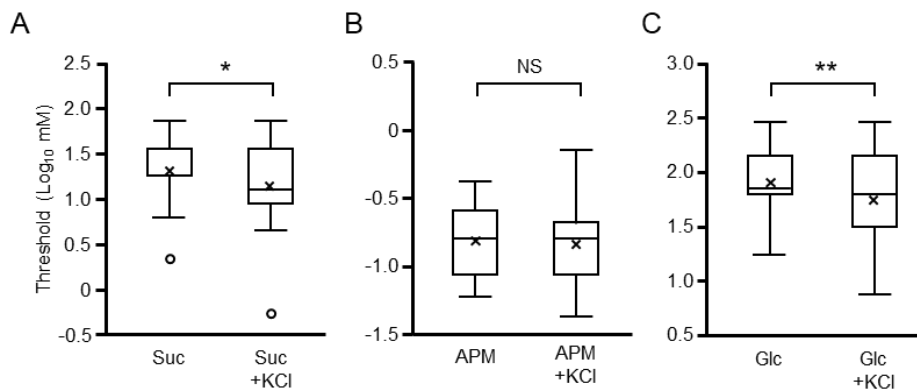 A
B
C
Threshold (Log₁₀ mM)
2.5
2.0
1.5
1.0
0.5
0
−0.5
*
Suc
Suc
+KCl
0.5
0
−0.5
−1.0
−1.5
NS
APM
APM
+KCl
3.0
2.5
2.0
1.5
1.0
0.5
**
Glc
Glc
+KCl